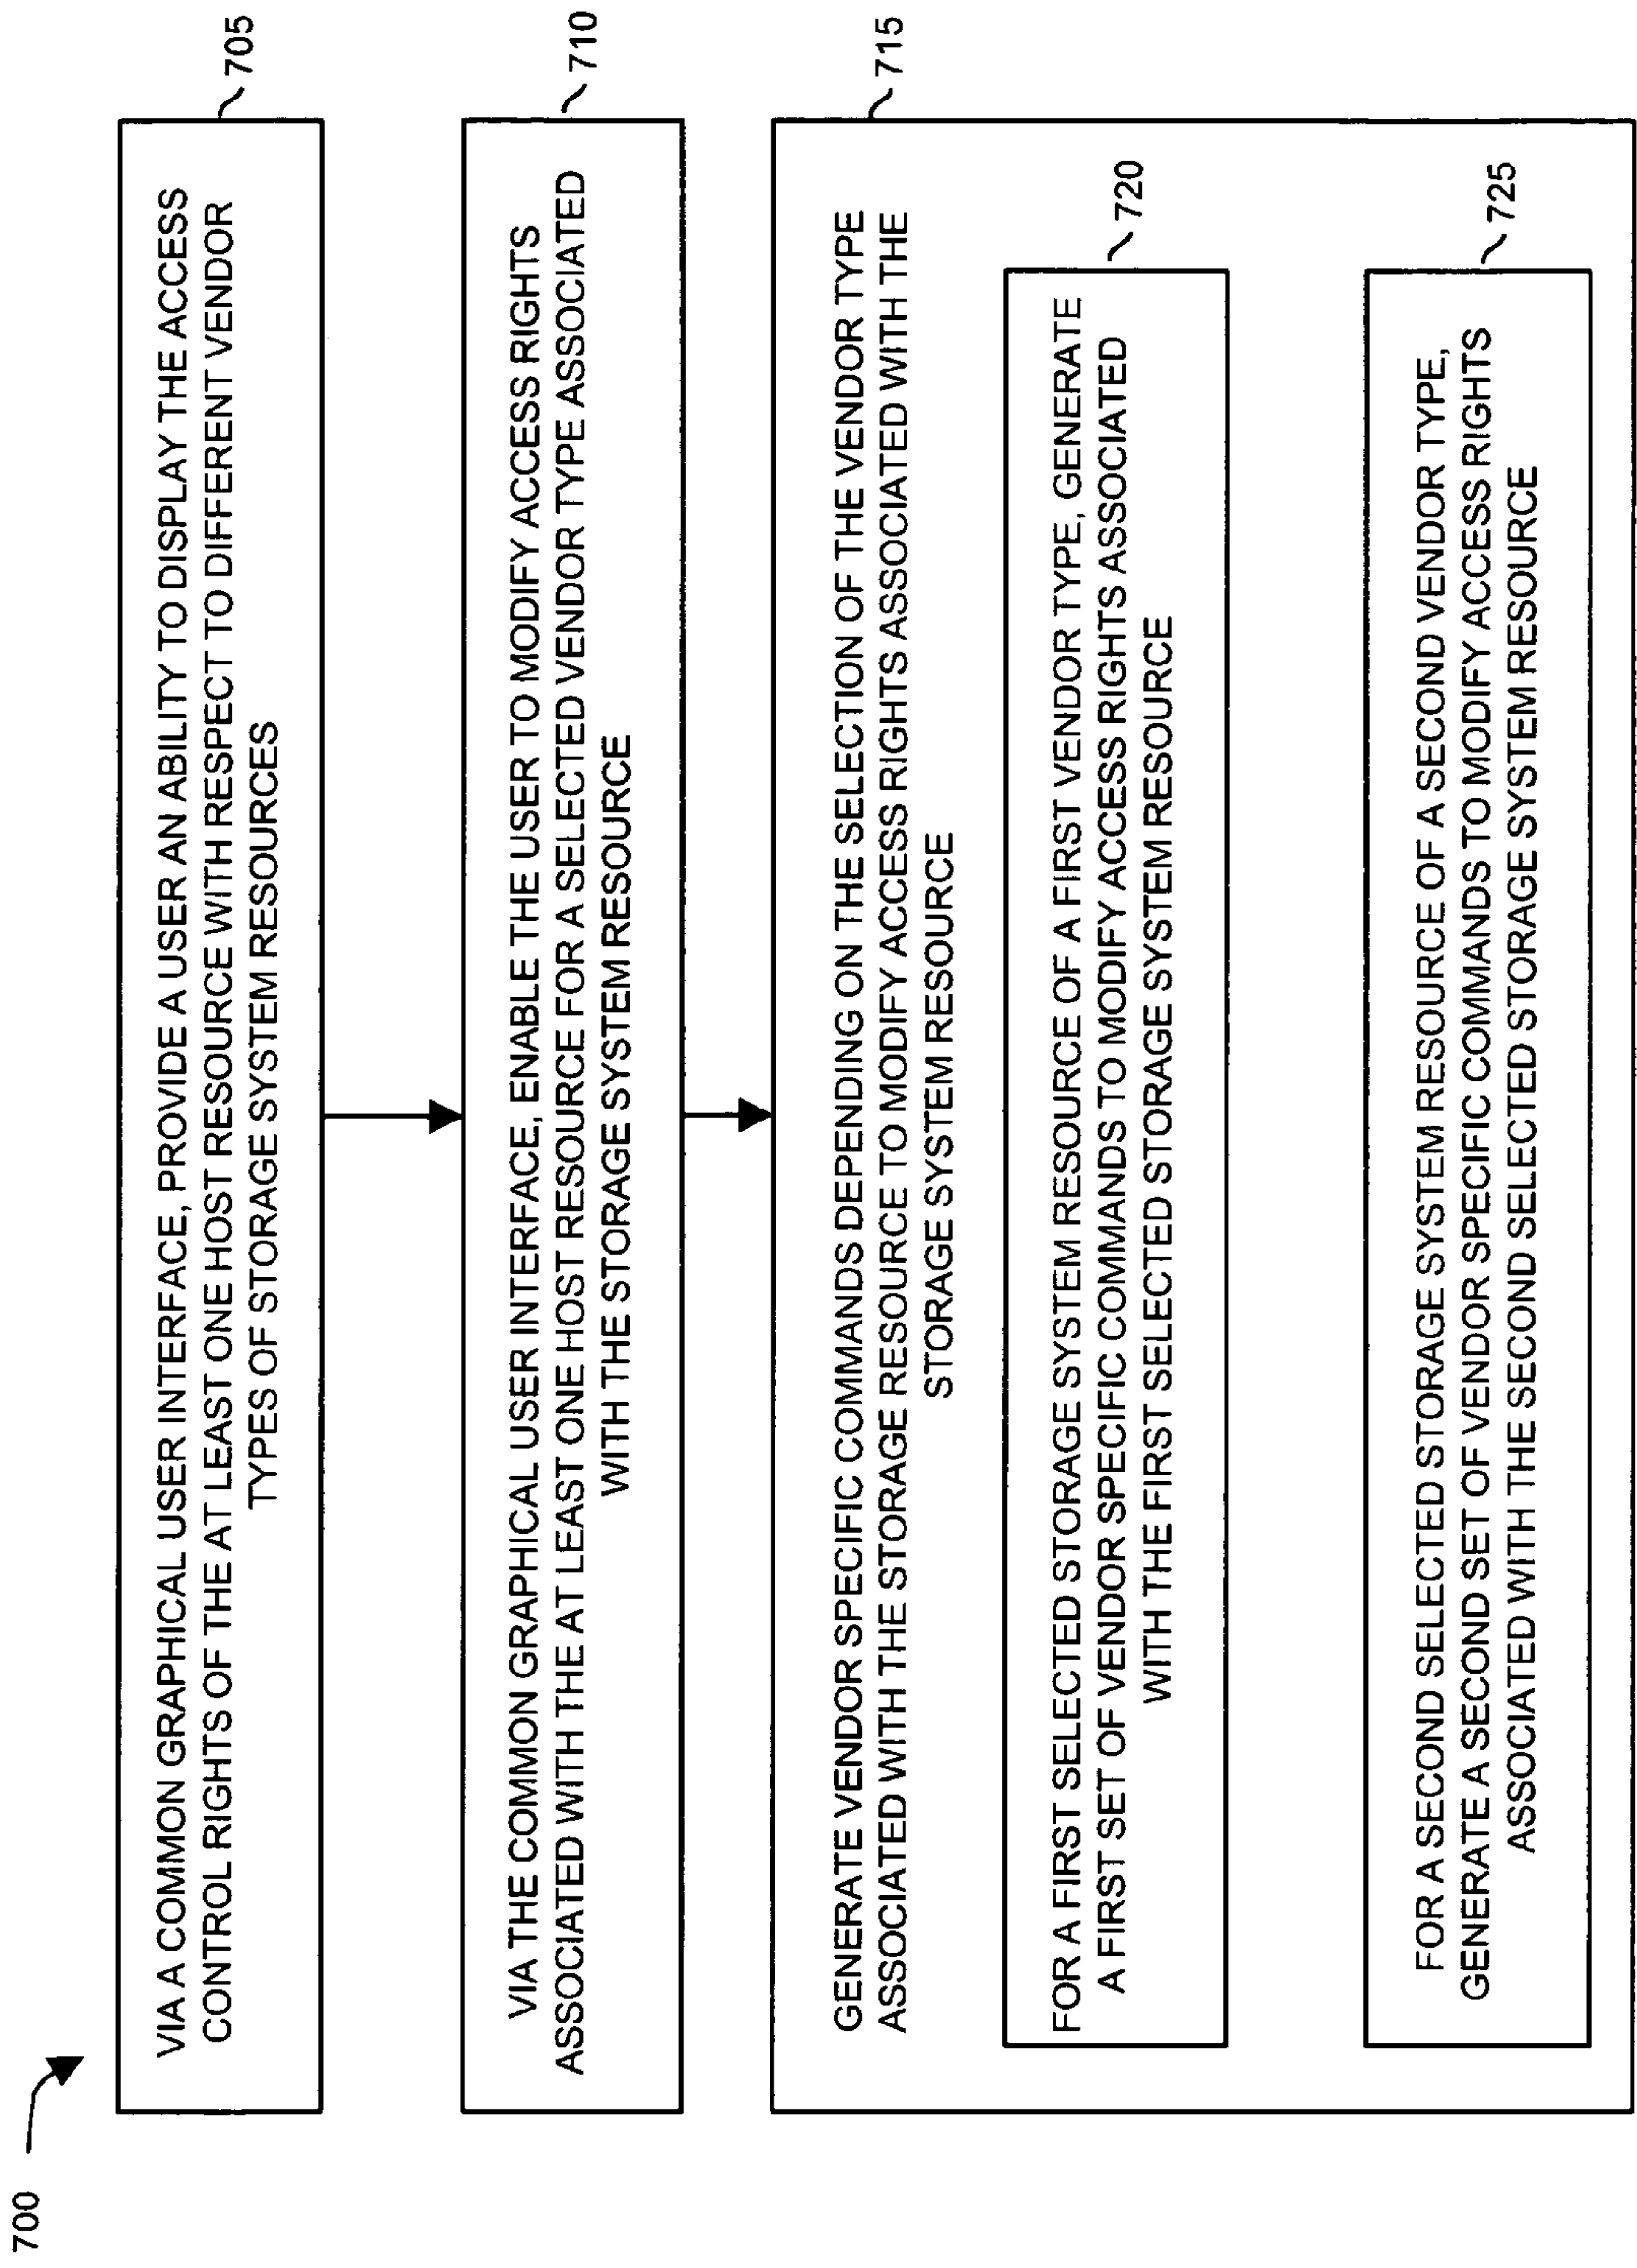 700
VIA A COMMON GRAPHICAL USER INTERFACE, PROVIDE A USER AN ABILITY TO DISPLAY THE ACCESS
CONTROL RIGHTS OF THE AT LEAST ONE HOST RESOURCE WITH RESPECT TO DIFFERENT VENDOR
TYPES OF STORAGE SYSTEM RESOURCES
705
VIA THE COMMON GRAPHICAL USER INTERFACE, ENABLE THE USER TO MODIFY ACCESS RIGHTS
ASSOCIATED WITH THE AT LEAST ONE HOST RESOURCE FOR A SELECTED VENDOR TYPE ASSOCIATED
WITH THE STORAGE SYSTEM RESOURCE
710
GENERATE VENDOR SPECIFIC COMMANDS DEPENDING ON THE SELECTION OF THE VENDOR TYPE
ASSOCIATED WITH THE STORAGE RESOURCE TO MODIFY ACCESS RIGHTS ASSOCIATED WITH THE
STORAGE SYSTEM RESOURCE
715
FOR A FIRST SELECTED STORAGE SYSTEM RESOURCE OF A FIRST VENDOR TYPE, GENERATE
A FIRST SET OF VENDOR SPECIFIC COMMANDS TO MODIFY ACCESS RIGHTS ASSOCIATED
WITH THE FIRST SELECTED STORAGE SYSTEM RESOURCE
720
FOR A SECOND SELECTED STORAGE SYSTEM RESOURCE OF A SECOND VENDOR TYPE,
GENERATE A SECOND SET OF VENDOR SPECIFIC COMMANDS TO MODIFY ACCESS RIGHTS
ASSOCIATED WITH THE SECOND SELECTED STORAGE SYSTEM RESOURCE
725